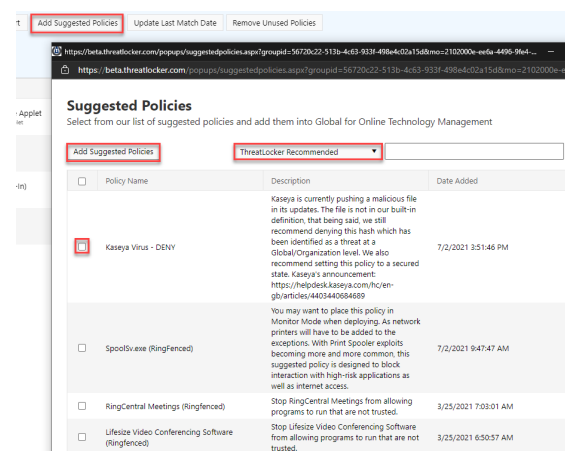 rt Add Suggested Policies Update Last Match Date Remove Unused Policies
https://beta.threatlocker.com/popups/suggestedpolicies.aspx?groupid=56720c22-513b-4c63-933f-498e4c02a15d&mo=2102000e-ee6a-4496-9fe4-...
https://beta.threatlocker.com/popups/suggestedpolicies.aspx?groupid=56720c22-513b-4c63-933f-498e4c02a15d&mo=2102000e-e
Applet
-in)
Suggested Policies
Select from our list of suggested policies and add them into Global for Online Technology Management
Add Suggested Policies ThreatLocker Recommended
Policy Name Description Date Added
Kaseya is currently pushing a malicious file
in its updates. The file is not in our built-in
definition, that being said, we still
recommend denying this hash which has
been identified as a threat at a
Kaseya Virus - DENY Global/Organization level. We also 7/2/2021 3:51:46 PM
recommend setting this policy to a secured
state. Kaseya's announcement:
https://helpdesk.kaseya.com/hc/en-
gb/articles/4403440684689
You may want to place this policy in
Monitor Mode when deploying. As network
printers will have to be added to the
exceptions. With Print Spooler exploits
SpoolSv.exe (RingFenced) becoming more and more common, this 7/2/2021 9:47:47 AM
suggested policy is designed to block
interaction with high-risk applications as
well as internet access.
RingCentral Meetings (Ringfenced) Stop RingCentral Meetings from allowing 3/25/2021 7:03:01 AM
programs to run that are not trusted.
Lifesize Video Conferencing Software Stop Lifesize Video Conferencing Software
(Ringfenced) from allowing programs to run that are not 3/25/2021 6:50:57 AM
trusted.